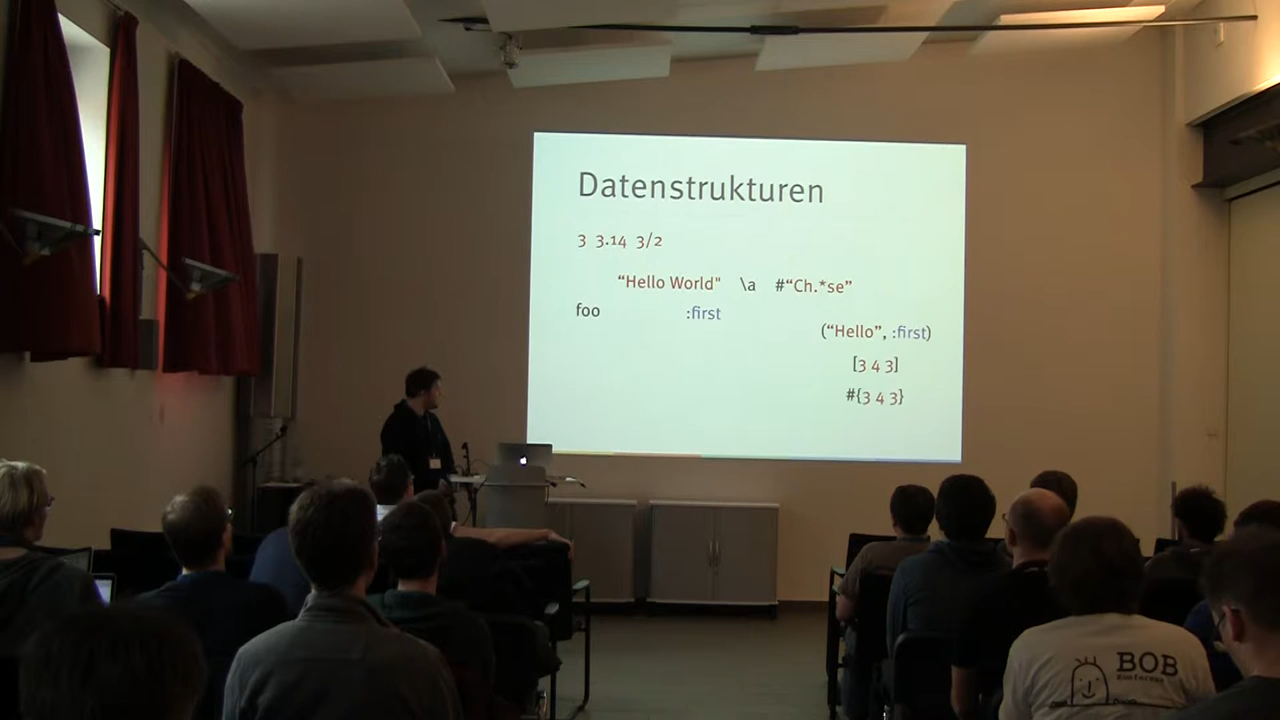 Datenstrukturen
3 3.14 3/2
“Hello World" \a #“Ch.*se”
foo :first
(“Hello”, :first)
[3 4 3]
#{3 4 3}
BOB
Konferenz